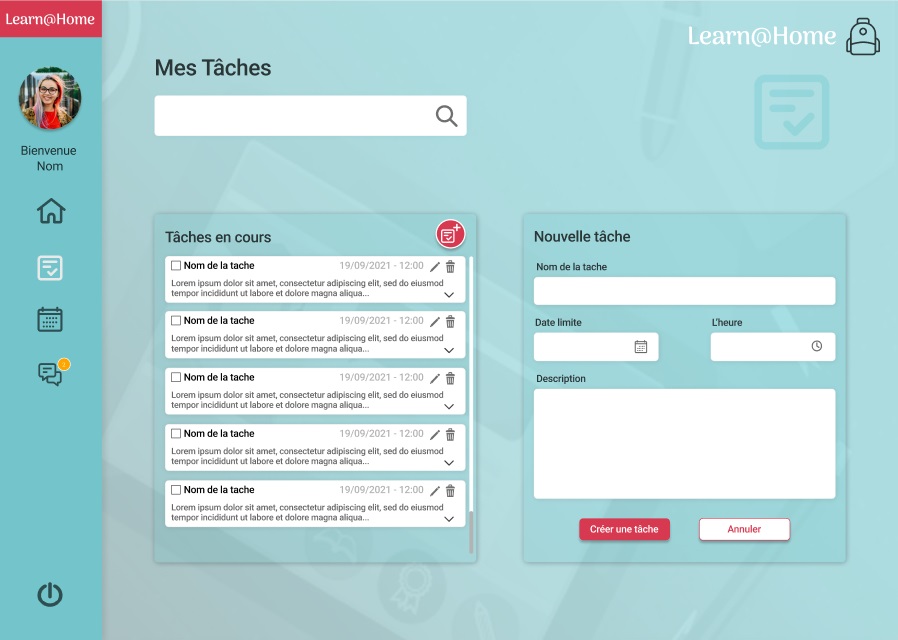 Learn@Home
Learn@Home
Mes Tâches
Bienvenue
Nom
Tâches en cours
Nom de la tache 19/09/2021 - 12:00
Lorem ipsum dolor sit amet, consectetur adipiscing elit, sed do eiusmod
tempor incididunt ut labore et dolore magna aliqua...
Nom de la tache 19/09/2021 - 12:00
Lorem ipsum dolor sit amet, consectetur adipiscing elit, sed do eiusmod
tempor incididunt ut labore et dolore magna aliqua...
Nom de la tache 19/09/2021 - 12:00
Lorem ipsum dolor sit amet, consectetur adipiscing elit, sed do eiusmod
tempor incididunt ut labore et dolore magna aliqua...
Nom de la tache 19/09/2021 - 12:00
Lorem ipsum dolor sit amet, consectetur adipiscing elit, sed do eiusmod
tempor incididunt ut labore et dolore magna aliqua...
Nom de la tache 19/09/2021 - 12:00
Lorem ipsum dolor sit amet, consectetur adipiscing elit, sed do eiusmod
tempor incididunt ut labore et dolore magna aliqua...
Nouvelle tâche
Nom de la tache
Date limite L'heure
Description
Créer une tâche Annuler